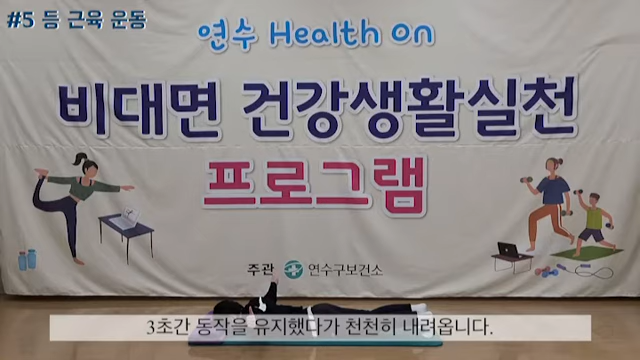 #5 등 근육 운동
연수 Health on
비대면 건강생활실천
프로그램
주관 연수구보건소
3초간 동작을 유지했다가 천천히 내려옵니다.